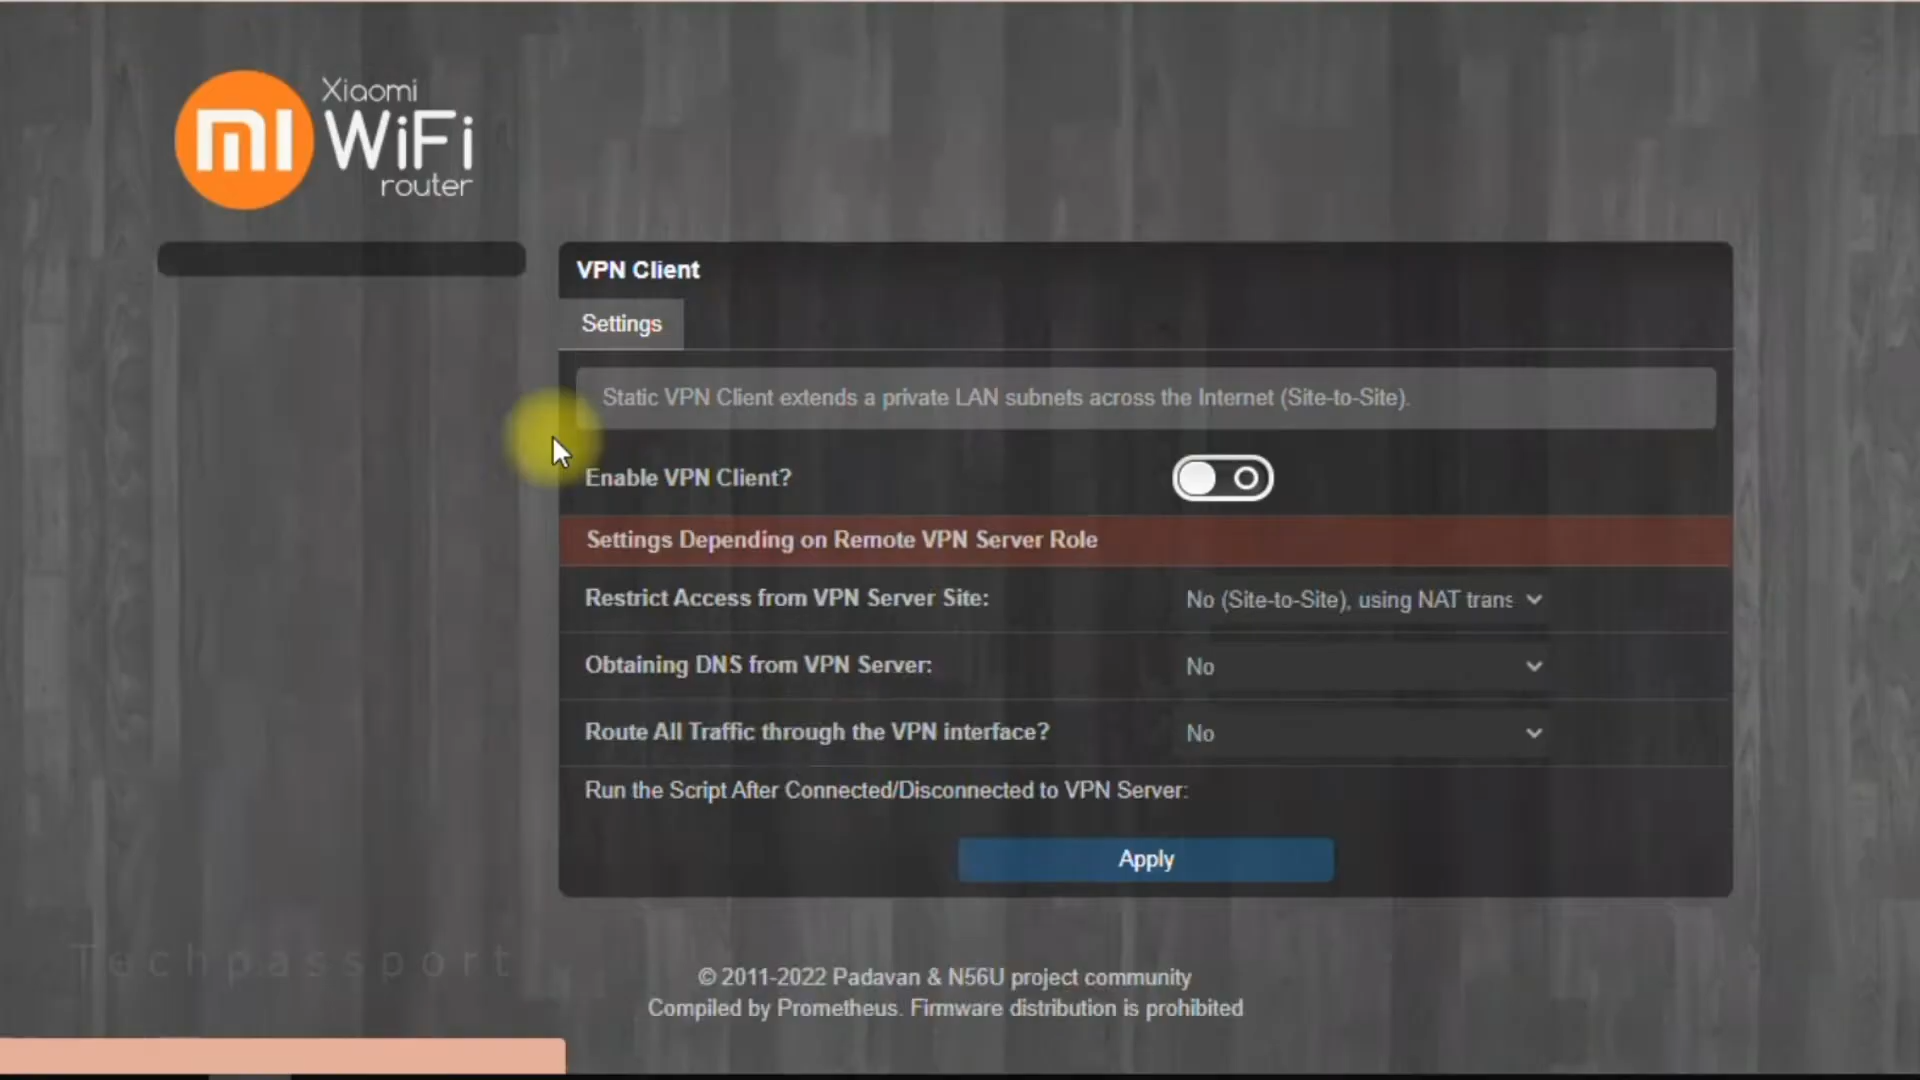 Xiaomi
MI WiFi
router
VPN Client
Settings
Static VPN Client extends a private LAN subnets across the Internet (Site-to-Site).
Enable VPN Client?
Settings Depending on Remote VPN Server Role
Restrict Access from VPN Server Site: No (Site-to-Site), using NAT trans
Obtaining DNS from VPN Server: No
Route All Traffic through the VPN interface? No
Run the Script After Connected/Disconnected to VPN Server:
Apply
Techpassport
© 2011-2022 Padavan & N56U project community
Compiled by Prometheus. Firmware distribution is prohibited